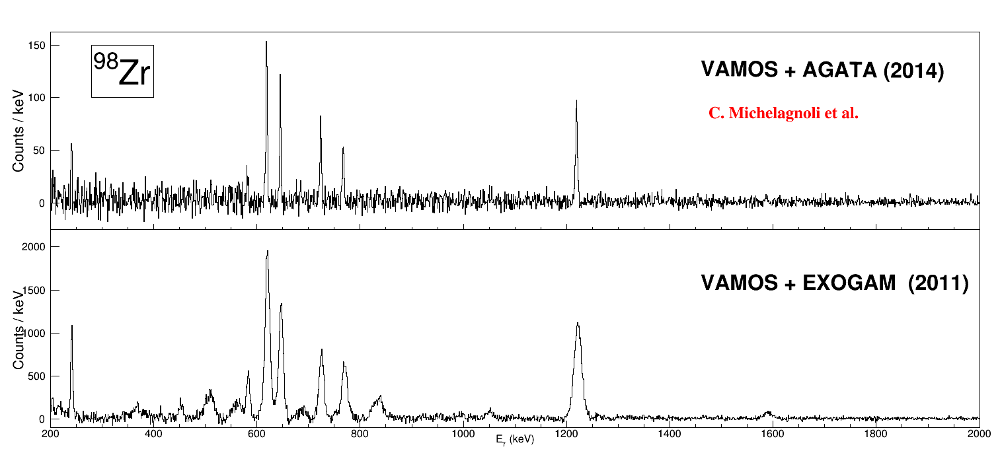 150
100
50
0
Counts / keV
98Zr
VAMOS + AGATA (2014)
C. Michelagnoli et al.
2000
1500
1000
500
0
Counts / keV
VAMOS + EXOGAM (2011)
200 400 600 800 1000 1200 1400 1600 1800 2000
Eγ (keV)